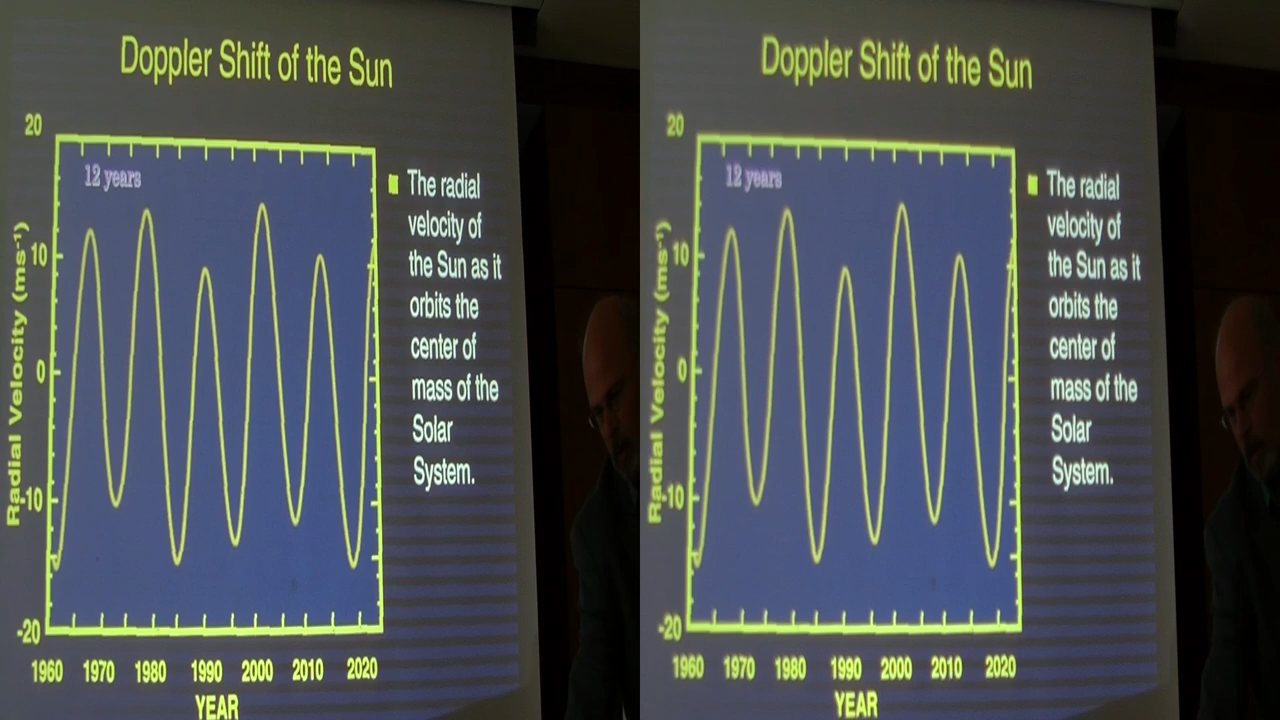 Doppler Shift of the Sun
20
12 years
10
0
-10
-20
Radial Velocity (ms⁻¹)
1960 1970 1980 1990 2000 2010 2020
YEAR
The radial
velocity of
the Sun as it
orbits the
center of
mass of the
Solar
System.
Doppler Shift of the Sun
20
12 years
10
0
-10
-20
Radial Velocity (ms⁻¹)
1960 1970 1980 1990 2000 2010 2020
YEAR
The radial
velocity of
the Sun as it
orbits the
center of
mass of the
Solar
System.